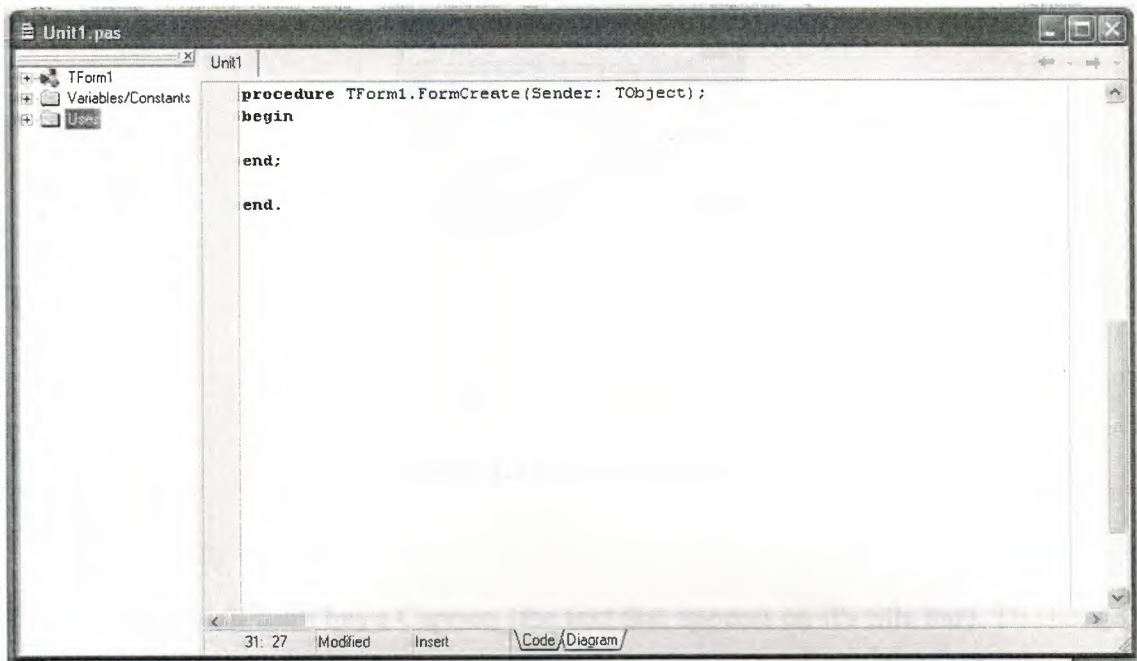 Unit1.pas
TForm1
Variables/Constants
Uses
Unit1
procedure TForm1.FormCreate(Sender: TObject);
begin
end;
end.
31: 27 Modified Insert Code Diagram